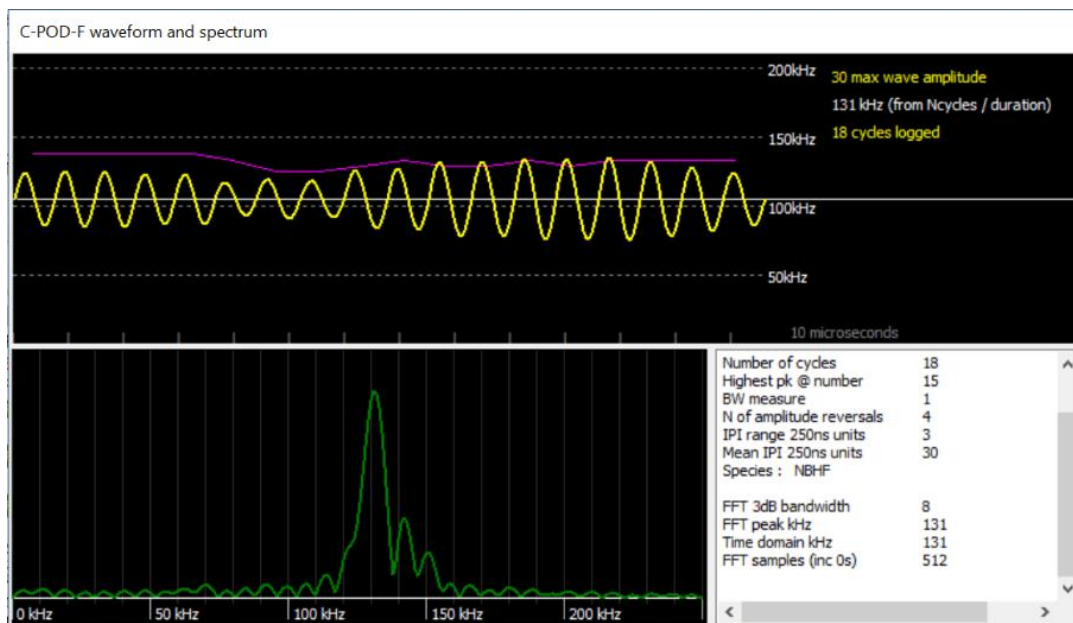 C-POD-F waveform and spectrum
200kHz
30 max wave amplitude
131 kHz (from Ncycles / duration)
150kHz
18 cycles logged
100kHz
50kHz
10 microseconds
Number of cycles 18
Highest pk @ number 15
BW measure 1
N of amplitude reversals 4
IPI range 250ns units 3
Mean IPI 250ns units 30
Species : NBHF
FFT 3dB bandwidth 8
FFT peak kHz 131
Time domain kHz 131
FFT samples (inc 0s) 512
0 kHz 50 kHz 100 kHz 150 kHz 200 kHz